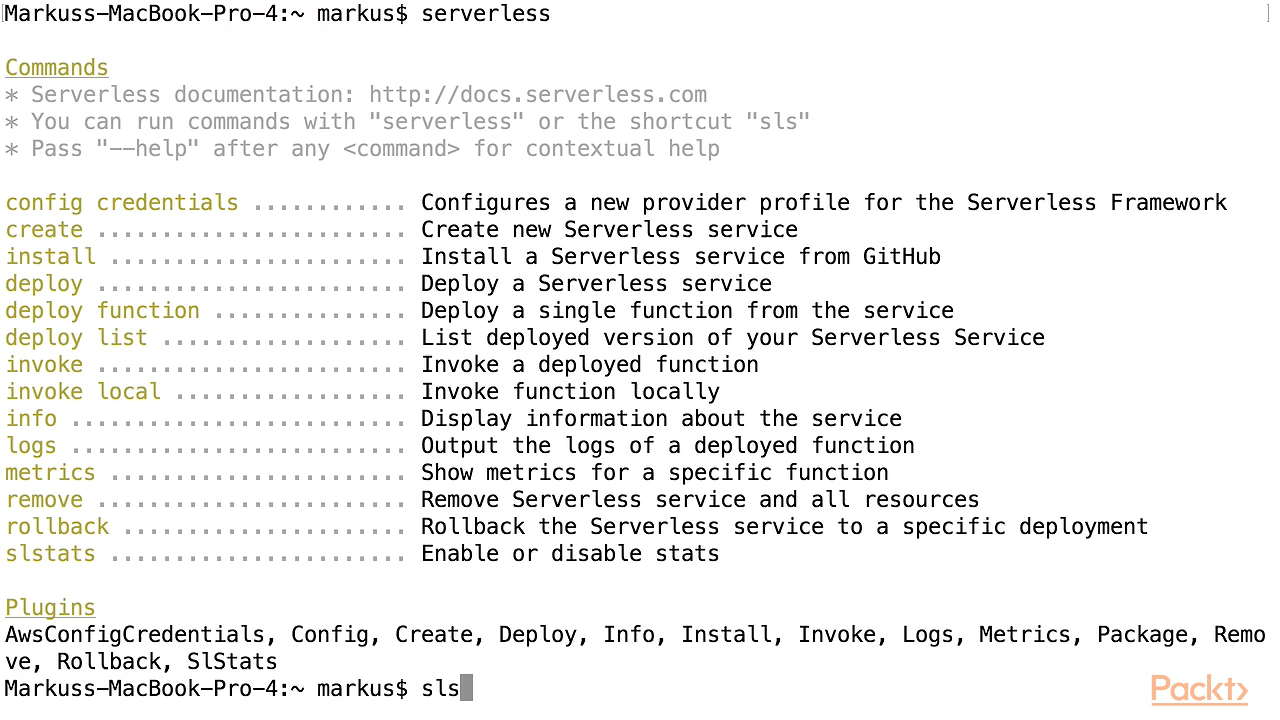 Markuss-MacBook-Pro-4:~ markus$ serverless
Commands
* Serverless documentation: http://docs.serverless.com
* You can run commands with "serverless" or the shortcut "sls"
* Pass "--help" after any <command> for contextual help
config credentials ............ Configures a new provider profile for the Serverless Framework
create ........................ Create new Serverless service
install ....................... Install a Serverless service from GitHub
deploy ........................ Deploy a Serverless service
deploy function ............... Deploy a single function from the service
deploy list ................... List deployed version of your Serverless Service
invoke ........................ Invoke a deployed function
invoke local .................. Invoke function locally
info .......................... Display information about the service
logs .......................... Output the logs of a deployed function
metrics ....................... Show metrics for a specific function
remove ........................ Remove Serverless service and all resources
rollback ...................... Rollback the Serverless service to a specific deployment
slstats ....................... Enable or disable stats
Plugins
AwsConfigCredentials, Config, Create, Deploy, Info, Install, Invoke, Logs, Metrics, Package, Remo
ve, Rollback, SlStats
Markuss-MacBook-Pro-4:~ markus$ sls
Packt>